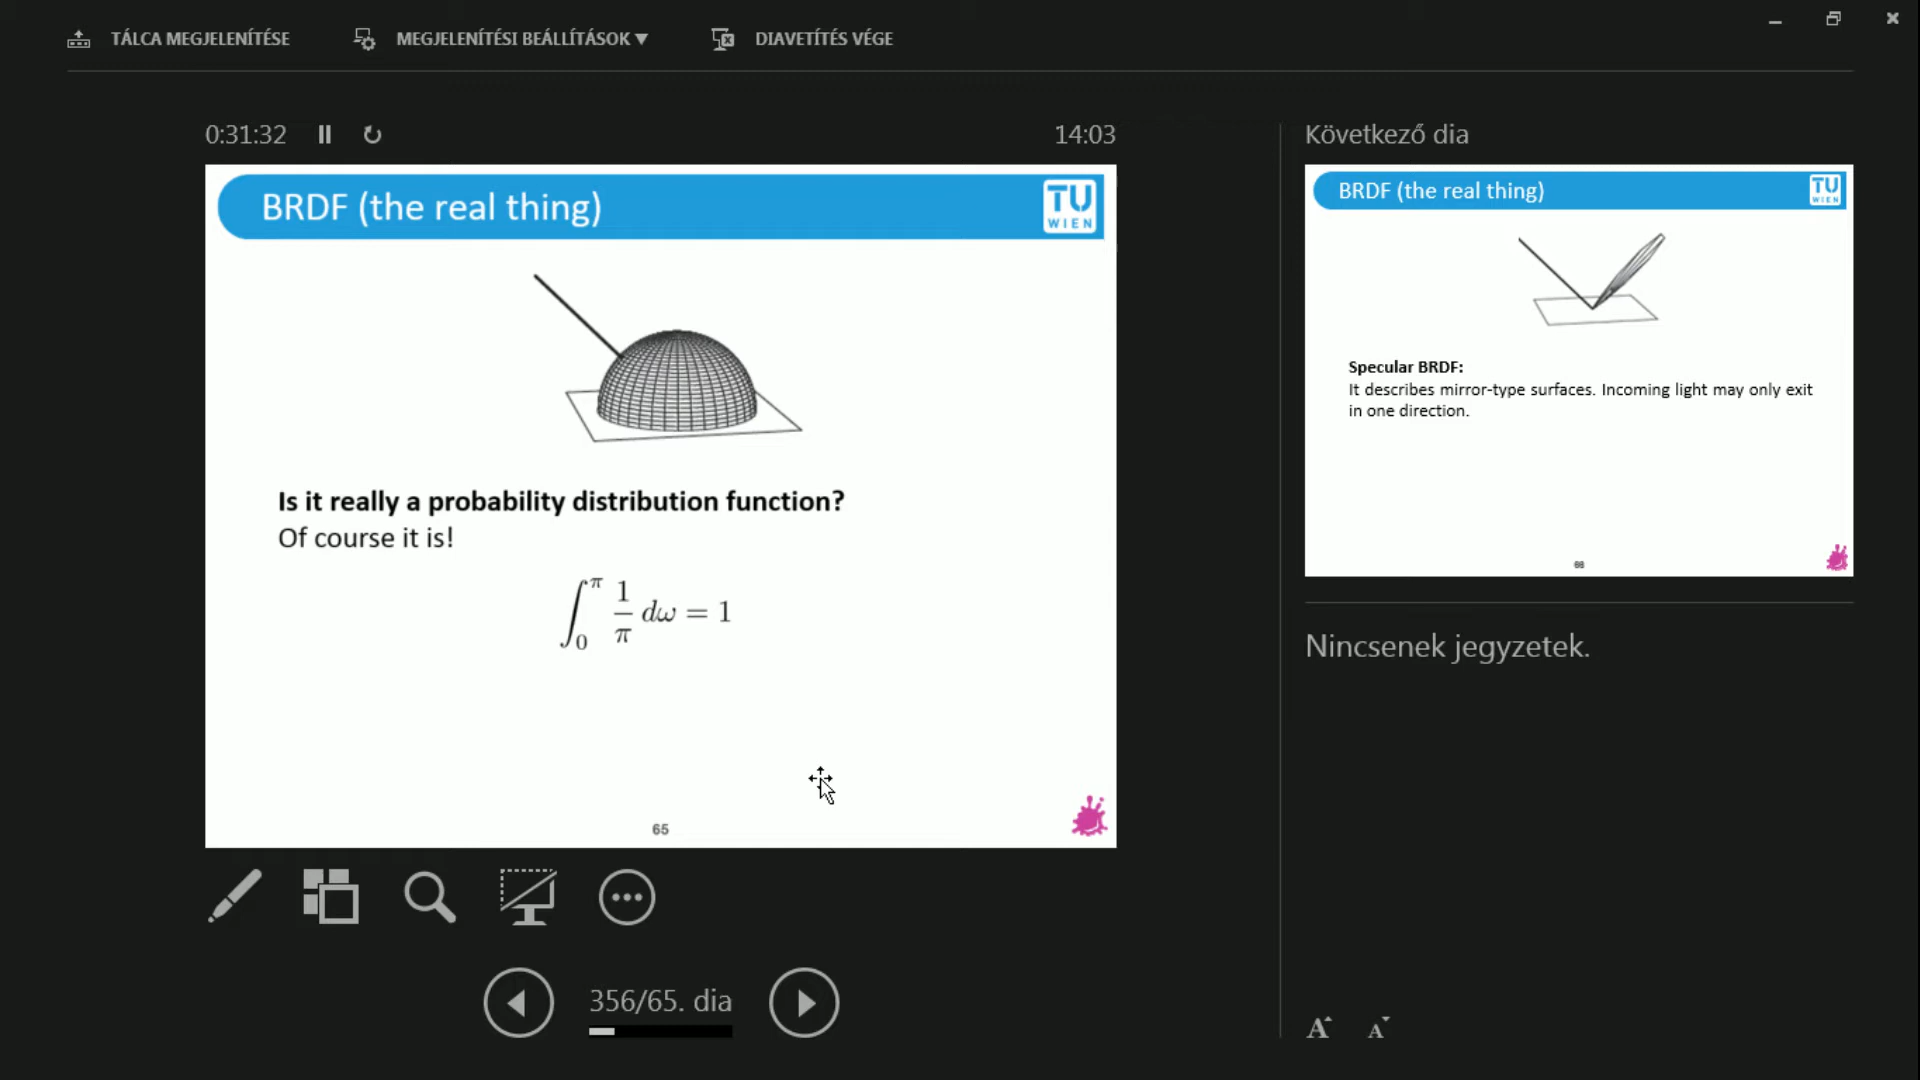 TÁLCA MEGJELENÍTÉSE
MEGJELENÍTÉSI BEÁLLÍTÁSOK ▼
DIAVETÍTÉS VÉGE
0:31:32
14:03
BRDF (the real thing)
TU
WIEN
Is it really a probability distribution function?
Of course it is!
∫₀^π 1/π dω = 1
65
356/65. dia
Következő dia
BRDF (the real thing)
TU
WIEN
Specular BRDF:
It describes mirror-type surfaces. Incoming light may only exit
in one direction.
Nincsenek jegyzetek.
A A